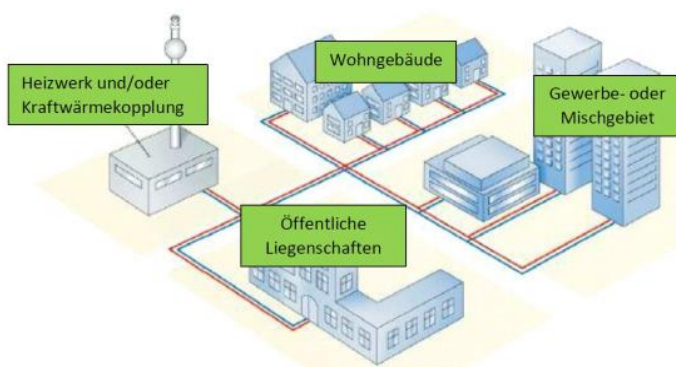 Heizwerk und/oder
Kraftwärmekopplung
Wohngebäude
Gewerbe- oder
Mischgebiet
Öffentliche
Liegenschaften